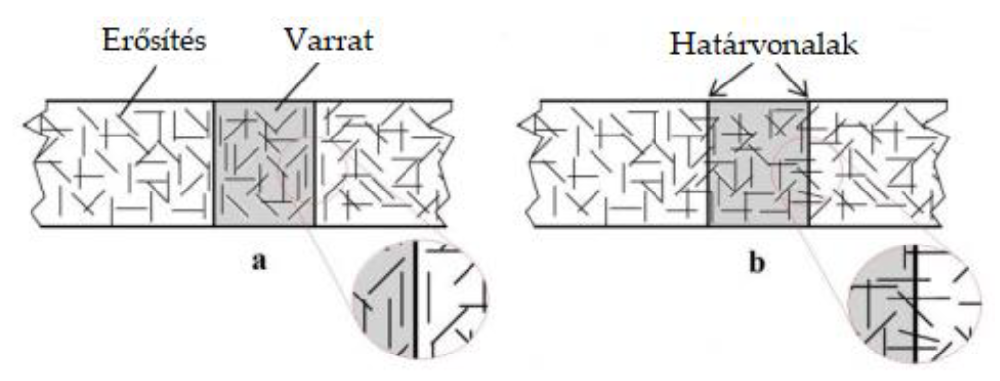 Erősítés
Varrat
Határvonalak
a
b